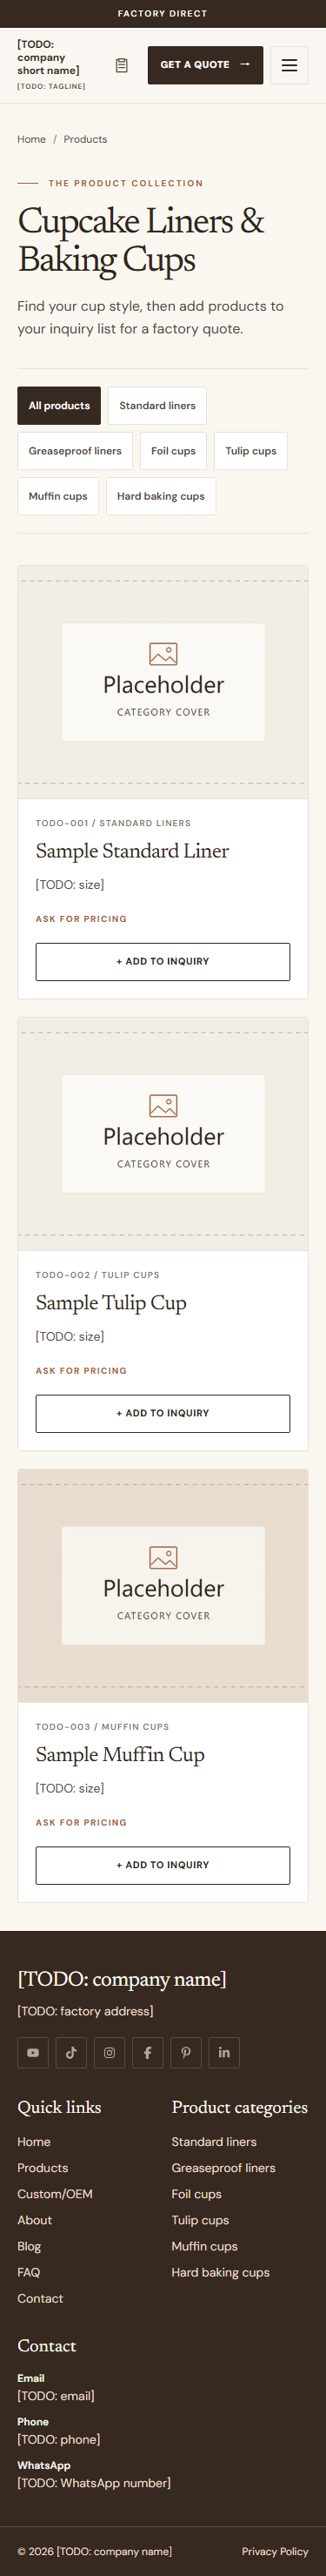 FACTORY DIRECT
[TODO:
company
short name]
[TODO: TAGLINE]
GET A QUOTE →
Home / Products
THE PRODUCT COLLECTION
Cupcake Liners &
Baking Cups
Find your cup style, then add products to
your inquiry list for a factory quote.
All products
Standard liners
Greaseproof liners
Foil cups
Tulip cups
Muffin cups
Hard baking cups
Placeholder
CATEGORY COVER
TODO-001 / STANDARD LINERS
Sample Standard Liner
[TODO: size]
ASK FOR PRICING
+ ADD TO INQUIRY
Placeholder
CATEGORY COVER
TODO-002 / TULIP CUPS
Sample Tulip Cup
[TODO: size]
ASK FOR PRICING
+ ADD TO INQUIRY
Placeholder
CATEGORY COVER
TODO-003 / MUFFIN CUPS
Sample Muffin Cup
[TODO: size]
ASK FOR PRICING
+ ADD TO INQUIRY
[TODO: company name]
[TODO: factory address]
Quick links
Home
Products
Custom/OEM
About
Blog
FAQ
Contact
Product categories
Standard liners
Greaseproof liners
Foil cups
Tulip cups
Muffin cups
Hard baking cups
Contact
Email
[TODO: email]
Phone
[TODO: phone]
WhatsApp
[TODO: WhatsApp number]
© 2026 [TODO: company name]
Privacy Policy